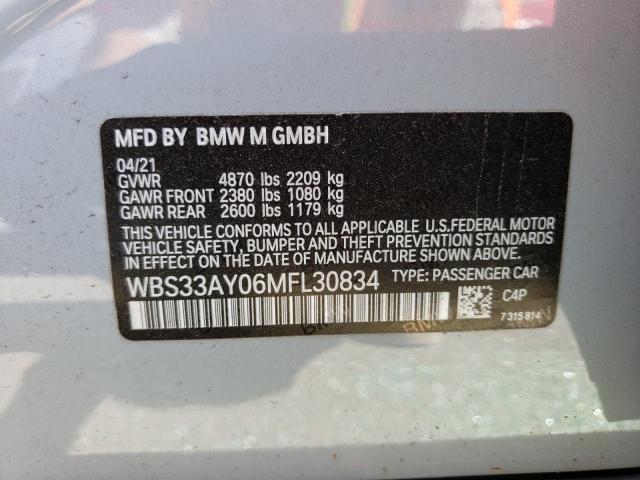 MFD BY BMW M GMBH
04/21
GVWR 4870 lbs 2209 kg
GAWR FRONT 2380 lbs 1080 kg
GAWR REAR 2600 lbs 1179 kg
THIS VEHICLE CONFORMS TO ALL APPLICABLE U.S.FEDERAL MOTOR
VEHICLE SAFETY, BUMPER AND THEFT PREVENTION STANDARDS
IN EFFECT ON THE DATE OF MANUFACTURE SHOWN ABOVE.
WBS33AY06MFL30834 TYPE: PASSENGER CAR
C4P
7315814
BMW
BMW